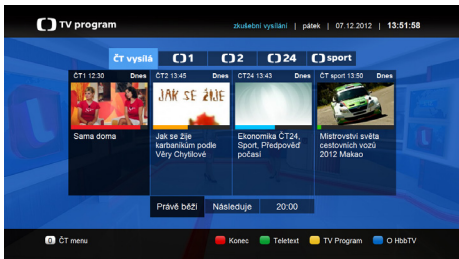 TV program
zkušební vysílání | pátek | 07.12.2012 | 13:51:58
ČT vysílá 1 2 24 sport
ČT1 12:30 Dnes
ČT2 13:45 Dnes
ČT24 13:43 Dnes
ČT sport 13:50 Dnes
JAK SE ŽIJE
Sama doma
Jak se žije
karbanikům podle
Věry Chytilové
Ekonomika ČT24,
Sport, Předpověď
počasí
Mistrovství světa
cestovních vozů
2012 Makao
Právě běží Následuje 20:00
0 ČT menu
Konec Teletext TV Program O HbbTV